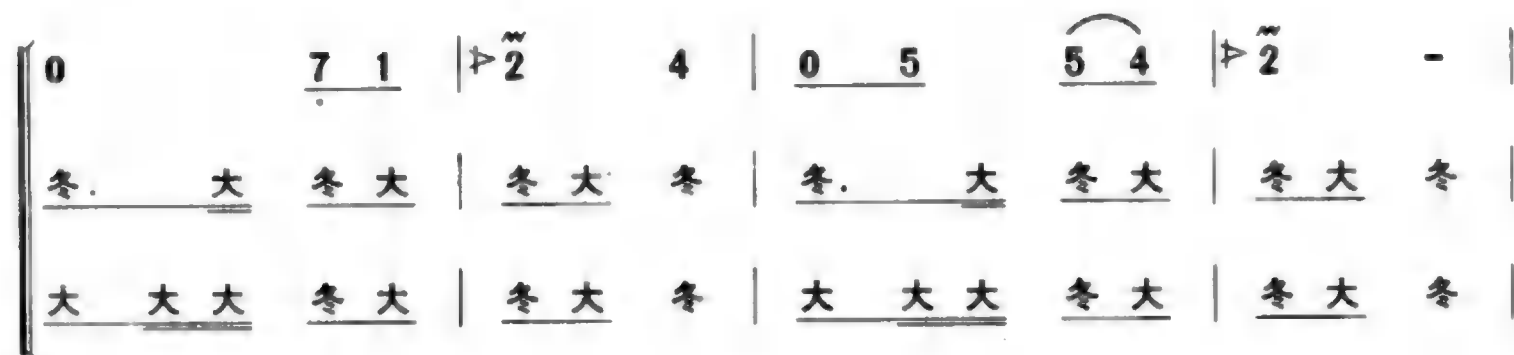 0 7 1 | 2 4 | 0 5 5 4 | 2 - |
冬. 大 冬 大 | 冬 大 冬 | 冬. 大 冬 大 | 冬 大 冬 |
大 大 大 冬 大 | 冬 大 冬 | 大 大 大 冬 大 | 冬 大 冬 |